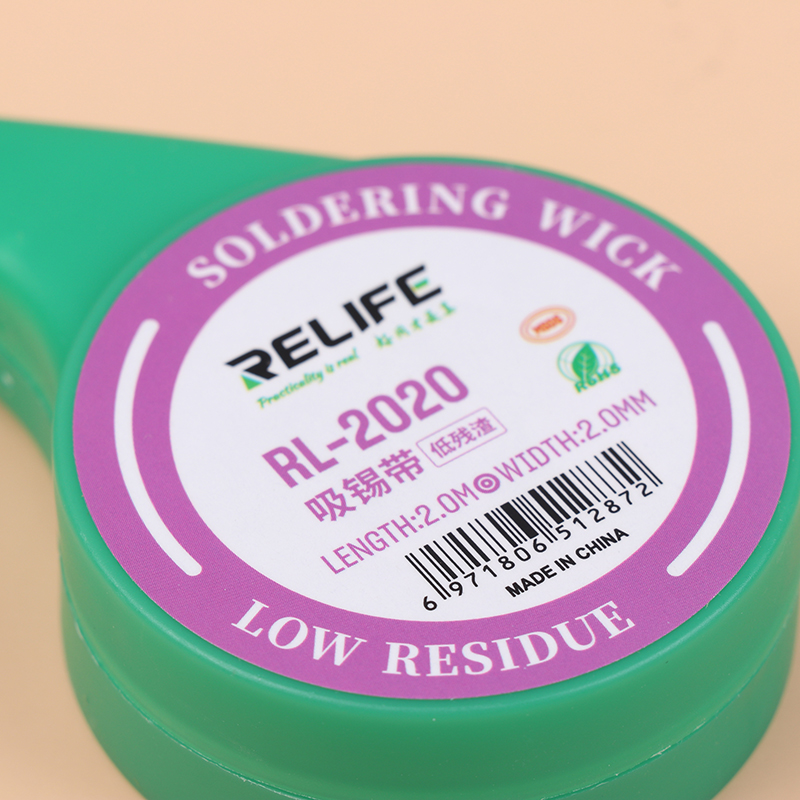 SOLDERING WICK
RELIFE
Practicality is real
RL-2020
吸锡带 低残渣
LENGTH:2.0M◎WIDTH:2.0MM
6 971806 512872
MADE IN CHINA
RoHS
LOW RESIDUE